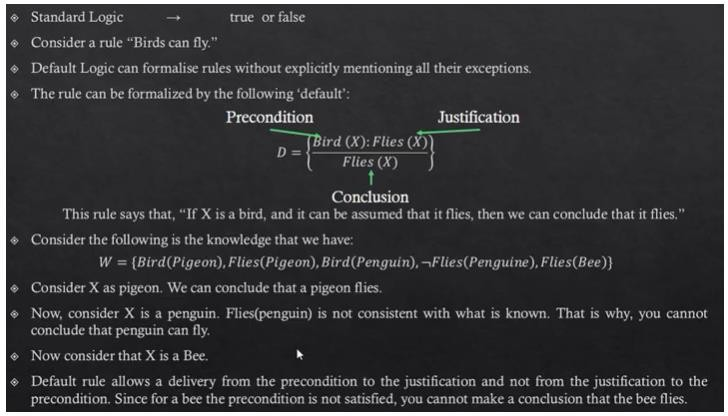 Standard Logic → true or false
Consider a rule “Birds can fly.”
Default Logic can formalise rules without explicitly mentioning all their exceptions.
The rule can be formalized by the following ‘default’:
Precondition Justification
D = {Bird (X): Flies (X)
Flies (X)}
Conclusion
This rule says that, “If X is a bird, and it can be assumed that it flies, then we can conclude that it flies.”
Consider the following is the knowledge that we have:
W = {Bird(Pigeon), Flies(Pigeon), Bird(Penguin), ¬Flies(Penguine), Flies(Bee)}
Consider X as pigeon. We can conclude that a pigeon flies.
Now, consider X is a penguin. Flies(penguin) is not consistent with what is known. That is why, you cannot
conclude that penguin can fly.
Now consider that X is a Bee.
Default rule allows a delivery from the precondition to the justification and not from the justification to the
precondition. Since for a bee the precondition is not satisfied, you cannot make a conclusion that the bee flies.